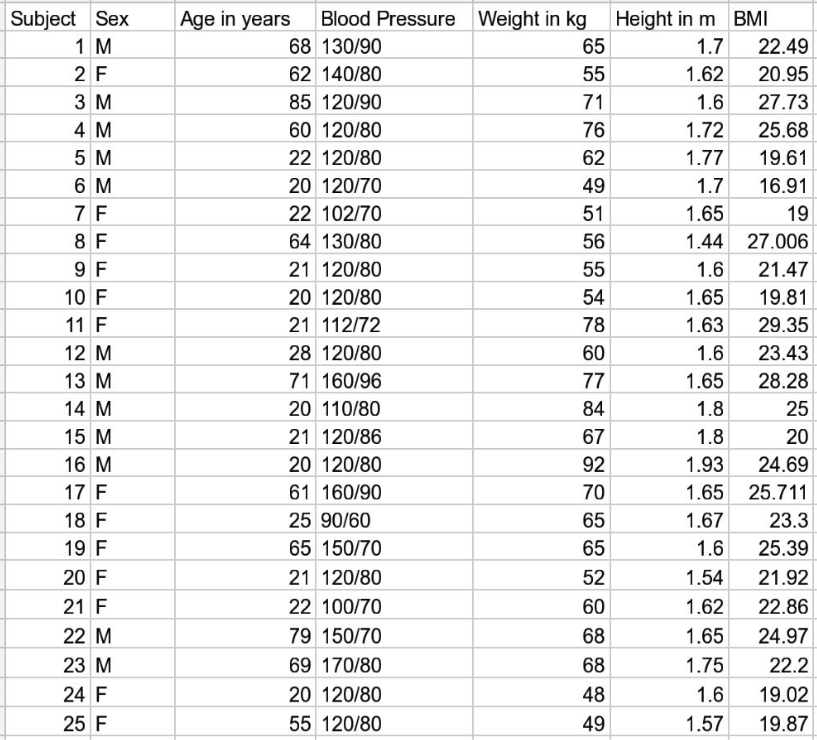 Subject Sex Age in years Blood Pressure Weight in kg Height in m BMI
1 M 68 130/90 65 1.7 22.49
2 F 62 140/80 55 1.62 20.95
3 M 85 120/90 71 1.6 27.73
4 M 60 120/80 76 1.72 25.68
5 M 22 120/80 62 1.77 19.61
6 M 20 120/70 49 1.7 16.91
7 F 22 102/70 51 1.65 19
8 F 64 130/80 56 1.44 27.006
9 F 21 120/80 55 1.6 21.47
10 F 20 120/80 54 1.65 19.81
11 F 21 112/72 78 1.63 29.35
12 M 28 120/80 60 1.6 23.43
13 M 71 160/96 77 1.65 28.28
14 M 20 110/80 84 1.8 25
15 M 21 120/86 67 1.8 20
16 M 20 120/80 92 1.93 24.69
17 F 61 160/90 70 1.65 25.711
18 F 25 90/60 65 1.67 23.3
19 F 65 150/70 65 1.6 25.39
20 F 21 120/80 52 1.54 21.92
21 F 22 100/70 60 1.62 22.86
22 M 79 150/70 68 1.65 24.97
23 M 69 170/80 68 1.75 22.2
24 F 20 120/80 48 1.6 19.02
25 F 55 120/80 49 1.57 19.87